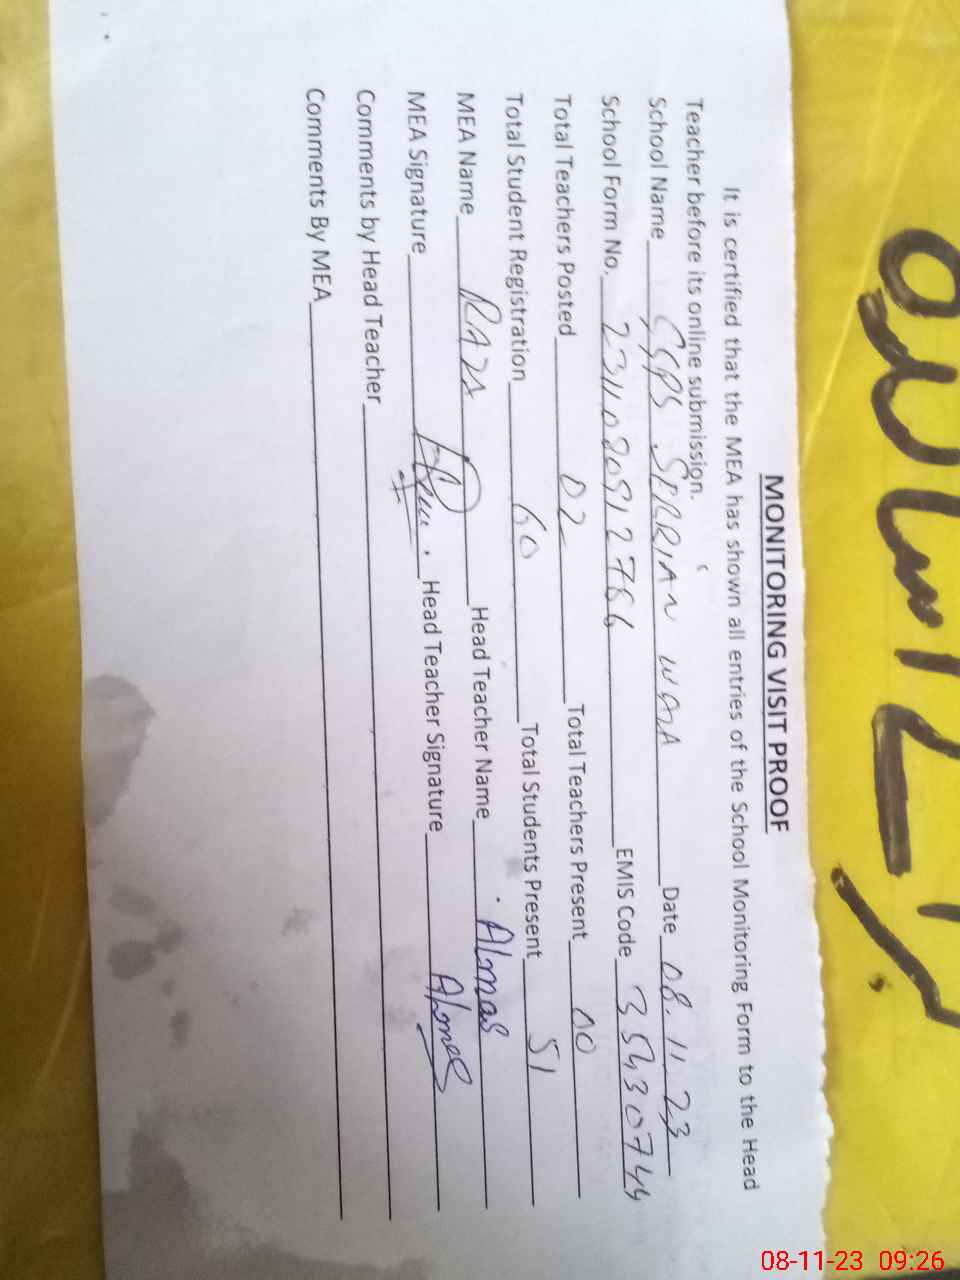 MONITORING VISIT PROOF
It is certified that the MEA has shown all entries of the School Monitoring Form to the Head
Teacher before its online submission.
School Name GGPS WALA Date 08.11.23
School Form No. 2311080912766 EMIS Code 35430744
Total Teachers Posted 02 Total Teachers Present 00
Total Student Registration 60 Total Students Present 51
MEA Name RAZA Head Teacher Name Almas
MEA Signature Head Teacher Signature Almas
Comments by Head Teacher
Comments By MEA
08-11-23 09:26